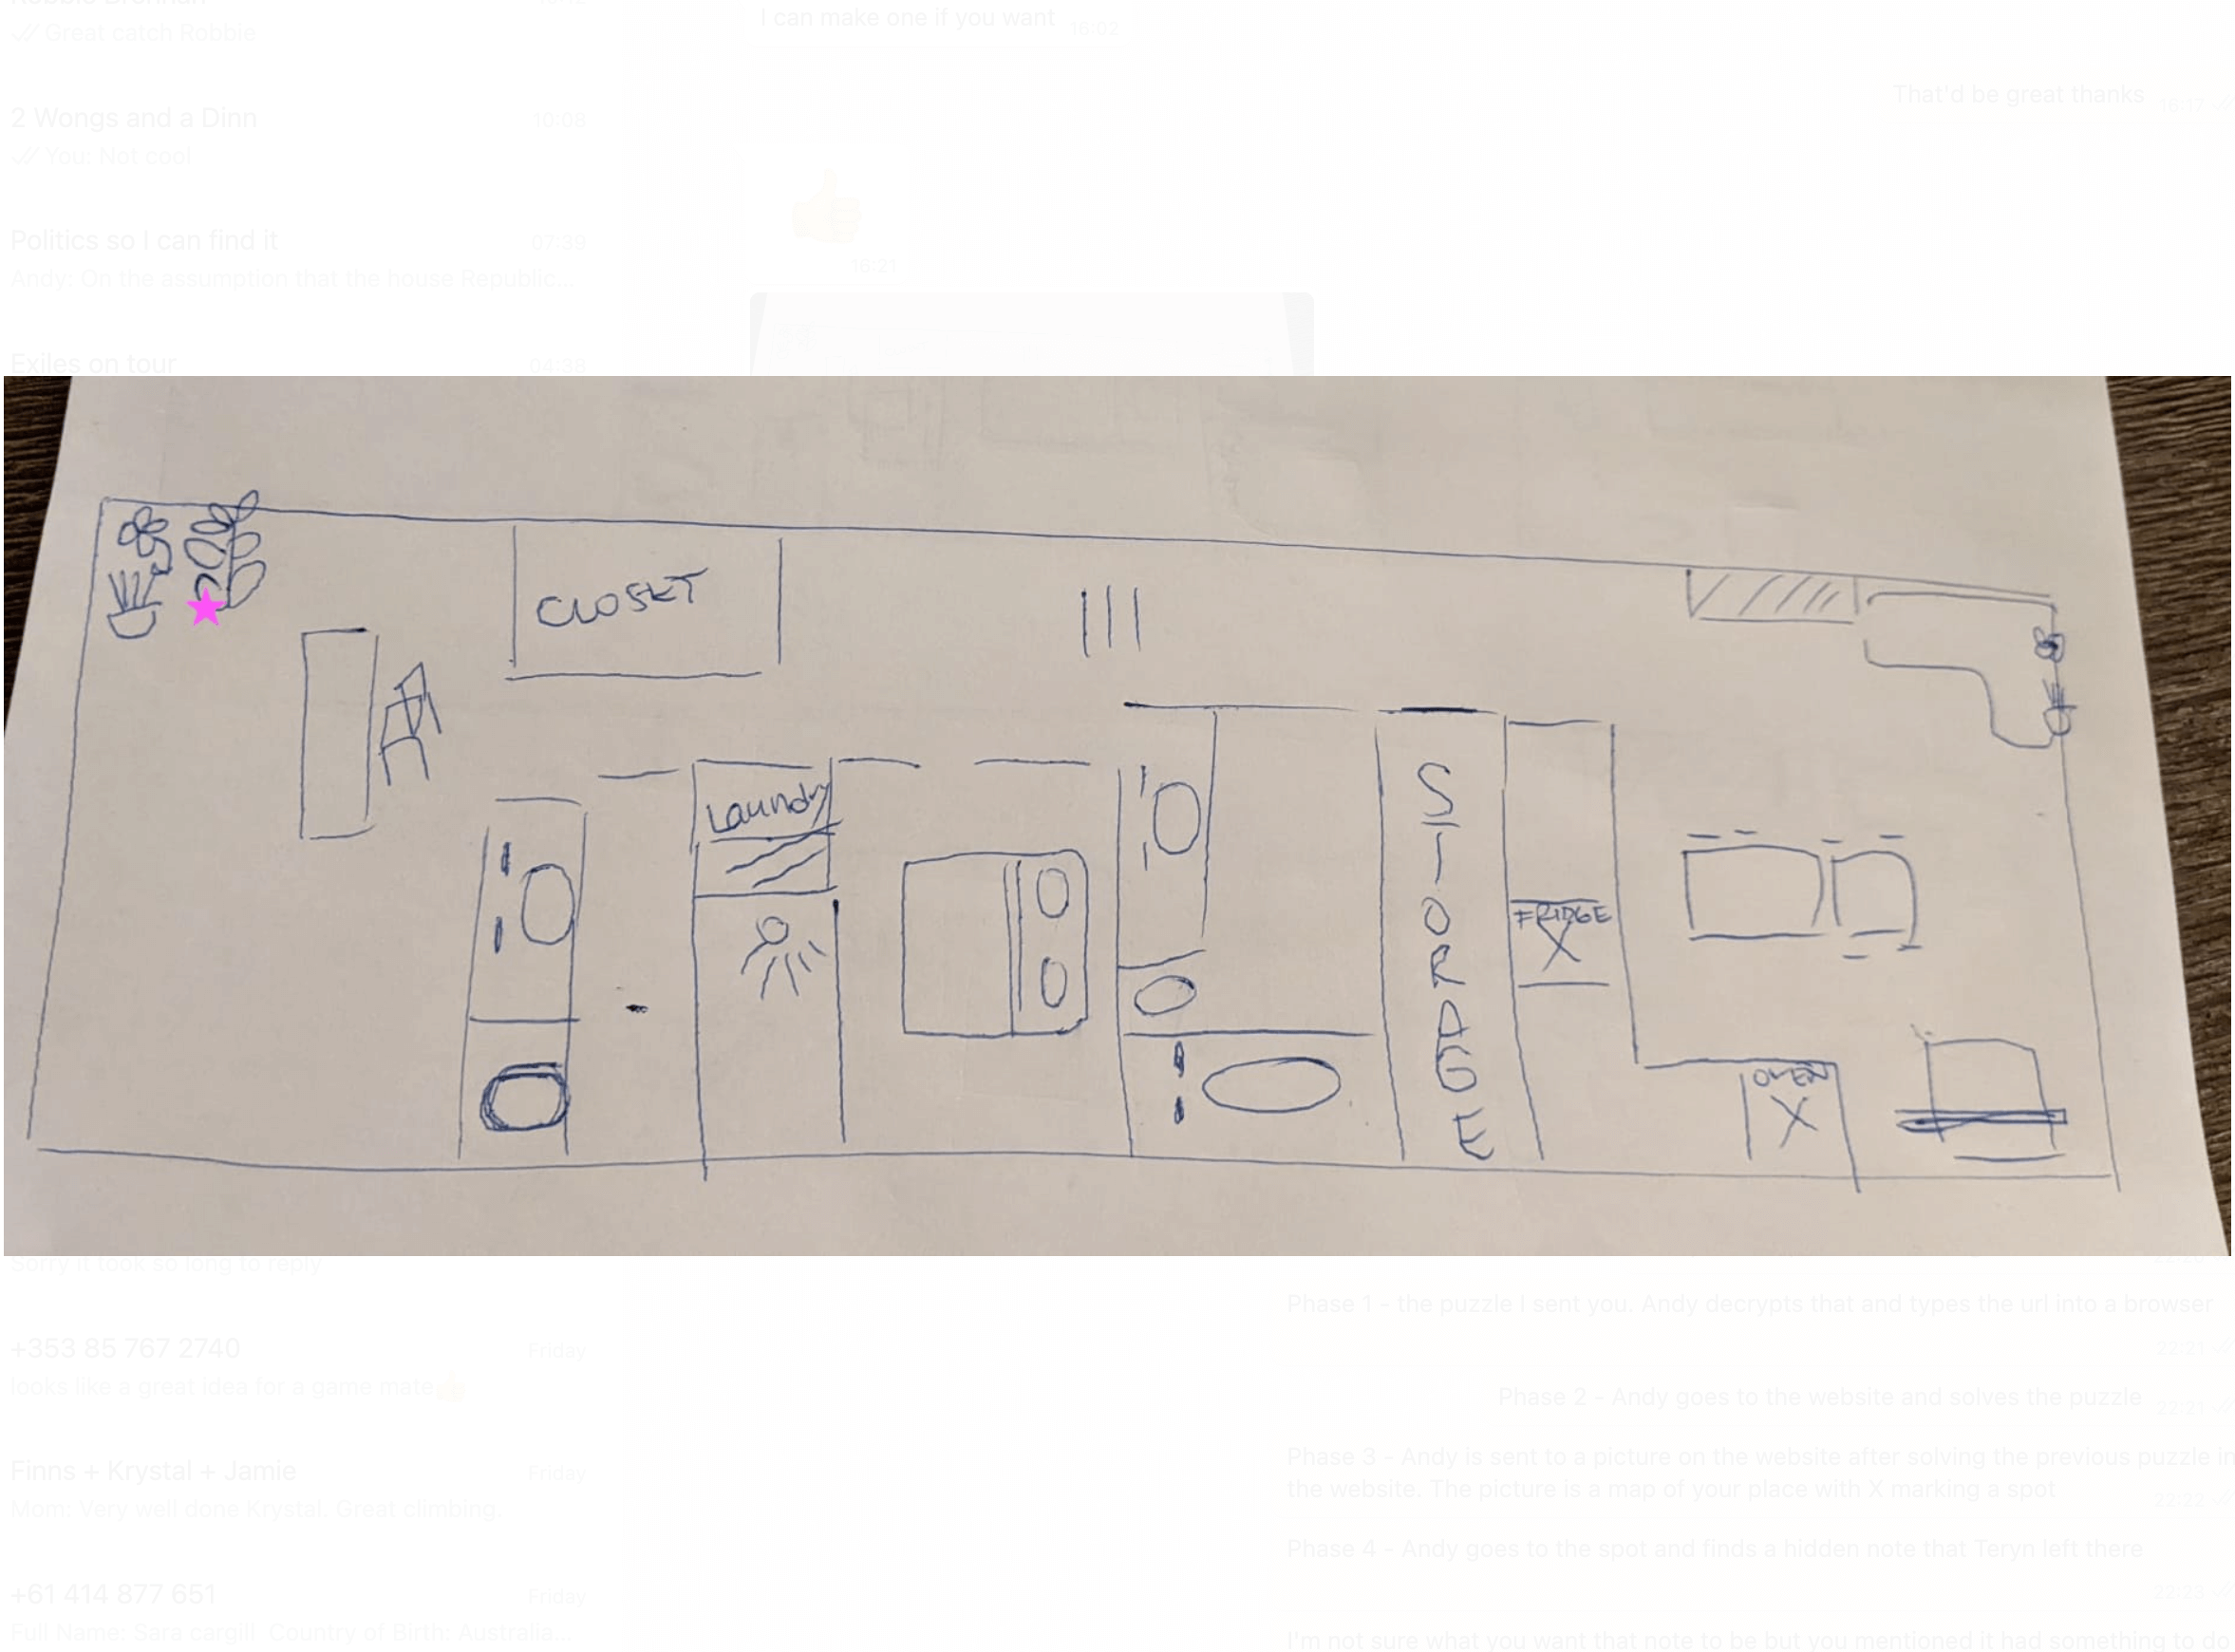 Great catch Robbie
I can make one if you want 16:02
That'd be great thanks
2 Wongs and a Dinn 10:08
You: Not cool
Politics so I can find it 07:39
Andy: On the assumption that the house Republic...
16:21
Exiles on tour 04:38
CLOSET
Laundry
STORAGE
FRIDGE
X
OVEN
X
Sorry it took so long to reply
Phase 1 - the puzzle I sent you. Andy decrypts that and types the url into a browser
22:21
+353 85 767 2740 Friday
looks like a great idea for a game mate
Phase 2 - Andy goes to the website and solves the puzzle 22:21
Phase 3 - Andy is sent to a picture on the website after solving the previous puzzle in
the website. The picture is a map of your place with X marking a spot 22:22
Finns + Krystal + Jamie Friday
Mom: Very well done Krystal. Great climbing.
Phase 4 - Andy goes to the spot and finds a hidden note that Teryn left there
22:23
+61 414 877 651 Friday
Full Name: Sara cargill Country of Birth: Australia...
I'm not sure what you want that note to be but you mentioned it had something to